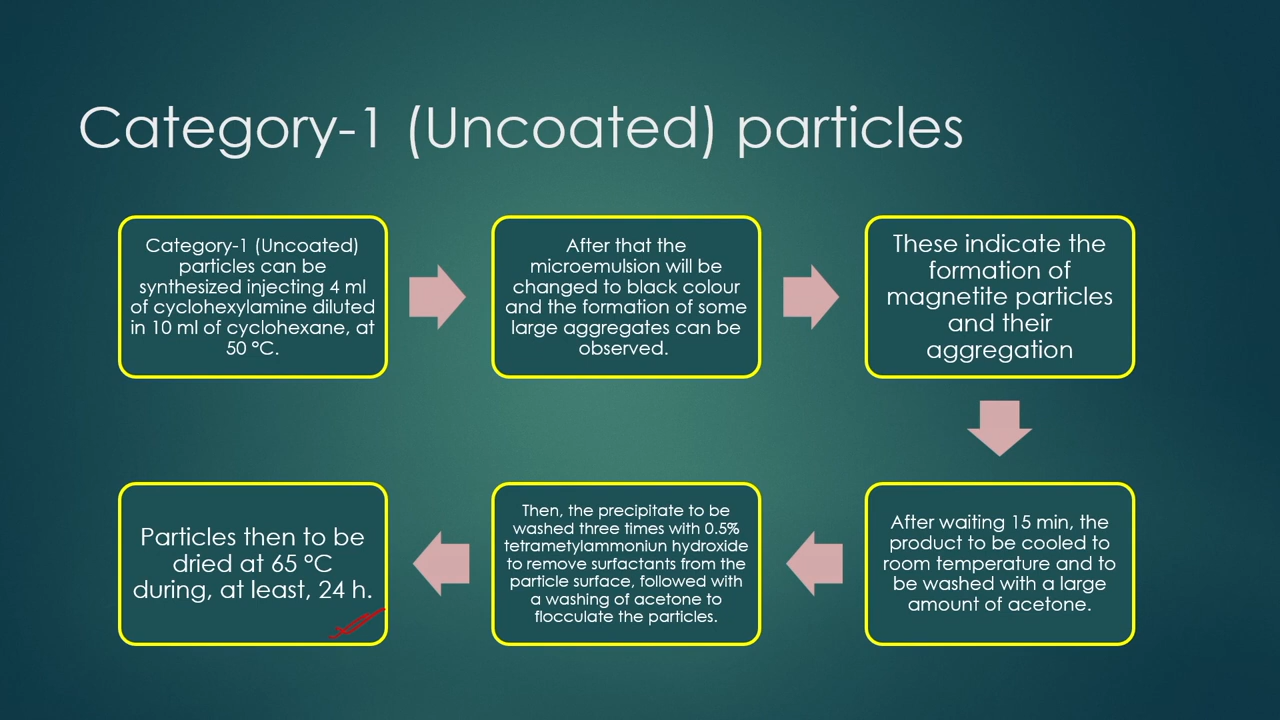 Category-1 (Uncoated) particles
Category-1 (Uncoated)
particles can be
synthesized injecting 4 ml
of cyclohexylamine diluted
in 10 ml of cyclohexane, at
50 °C.
After that the
microemulsion will be
changed to black colour
and the formation of some
large aggregates can be
observed.
These indicate the
formation of
magnetite particles
and their
aggregation
After waiting 15 min, the
product to be cooled to
room temperature and to
be washed with a large
amount of acetone.
Then, the precipitate to be
washed three times with 0.5%
tetrametylammoniun hydroxide
to remove surfactants from the
particle surface, followed with
a washing of acetone to
flocculate the particles.
Particles then to be
dried at 65 °C
during, at least, 24 h.